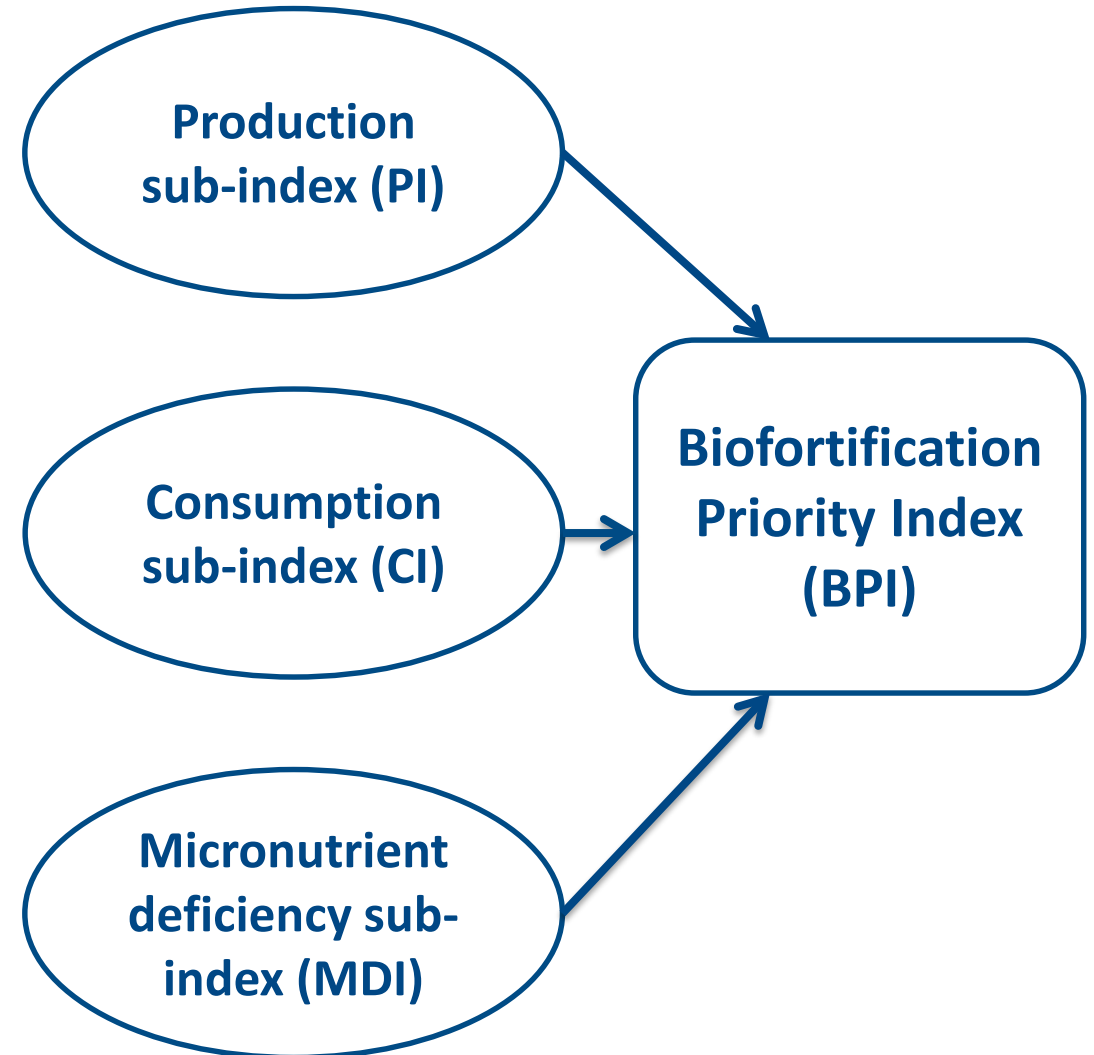 Production
sub-index (PI)
Consumption
sub-index (CI)
Micronutrient
deficiency sub-
index (MDI)
Biofortification
Priority Index
(BPI)